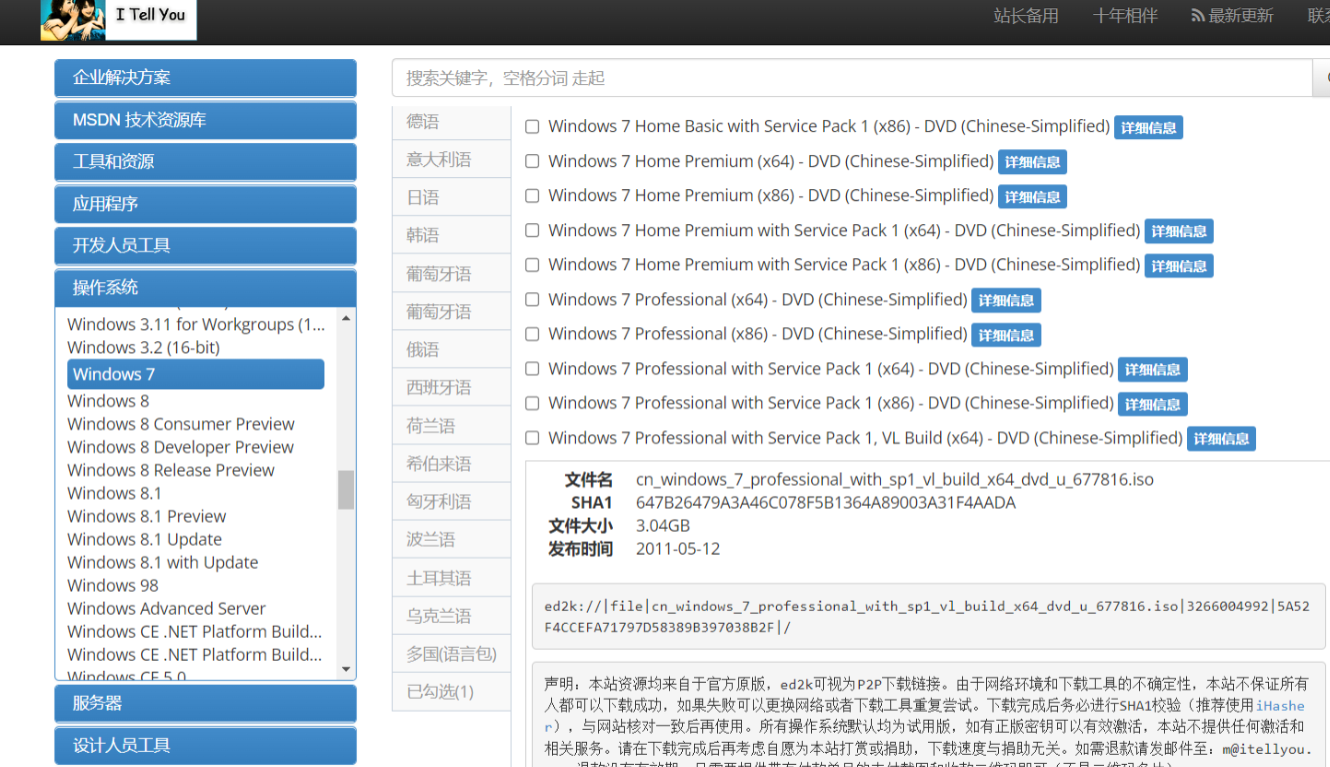 I Tell You
站长备用 十年相伴 最新更新
企业解决方案
MSDN 技术资源库
工具和资源
应用程序
开发人员工具
操作系统
Windows 3.11 for Workgroups (1...
Windows 3.2 (16-bit)
Windows 7
Windows 8
Windows 8 Consumer Preview
Windows 8 Developer Preview
Windows 8 Release Preview
Windows 8.1
Windows 8.1 Preview
Windows 8.1 Update
Windows 8.1 with Update
Windows 98
Windows Advanced Server
Windows CE .NET Platform Build...
Windows CE .NET Platform Build...
Windows CE 5.0
服务器
设计人员工具
搜索关键字，空格分词 走起
德语
意大利语
日语
韩语
葡萄牙语
葡萄牙语
俄语
西班牙语
荷兰语
希伯来语
匈牙利语
波兰语
土耳其语
乌克兰语
多国(语言包)
已勾选(1)
Windows 7 Home Basic with Service Pack 1 (x86) - DVD (Chinese-Simplified) 详细信息
Windows 7 Home Premium (x64) - DVD (Chinese-Simplified) 详细信息
Windows 7 Home Premium (x86) - DVD (Chinese-Simplified) 详细信息
Windows 7 Home Premium with Service Pack 1 (x64) - DVD (Chinese-Simplified) 详细信息
Windows 7 Home Premium with Service Pack 1 (x86) - DVD (Chinese-Simplified) 详细信息
Windows 7 Professional (x64) - DVD (Chinese-Simplified) 详细信息
Windows 7 Professional (x86) - DVD (Chinese-Simplified) 详细信息
Windows 7 Professional with Service Pack 1 (x64) - DVD (Chinese-Simplified) 详细信息
Windows 7 Professional with Service Pack 1 (x86) - DVD (Chinese-Simplified) 详细信息
Windows 7 Professional with Service Pack 1, VL Build (x64) - DVD (Chinese-Simplified) 详细信息
文件名 cn_windows_7_professional_with_sp1_vl_build_x64_dvd_u_677816.iso
SHA1 647B26479A3A46C078F5B1364A89003A31F4AADA
文件大小 3.04GB
发布时间 2011-05-12
ed2k://|file|cn_windows_7_professional_with_sp1_vl_build_x64_dvd_u_677816.iso|3266004992|5A52
F4CCEFA71797D58389B397038B2F|/
声明：本站资源均来自于官方原版，ed2k可视为P2P下载链接。由于网络环境和下载工具的不确定性，本站不保证所有
人都可以下载成功，如果失败可以更换网络或者下载工具重复尝试。下载完成后务必进行SHA1校验（推荐使用iHashe
r），与网站核对一致后再使用。所有操作系统默认均为试用版，如有正版密钥可以有效激活，本站不提供任何激活和
相关服务。请在下载完成后再考虑自愿为本站打赏或捐助，下载速度与捐助无关。如需退款请发邮件至：m@itellyou.